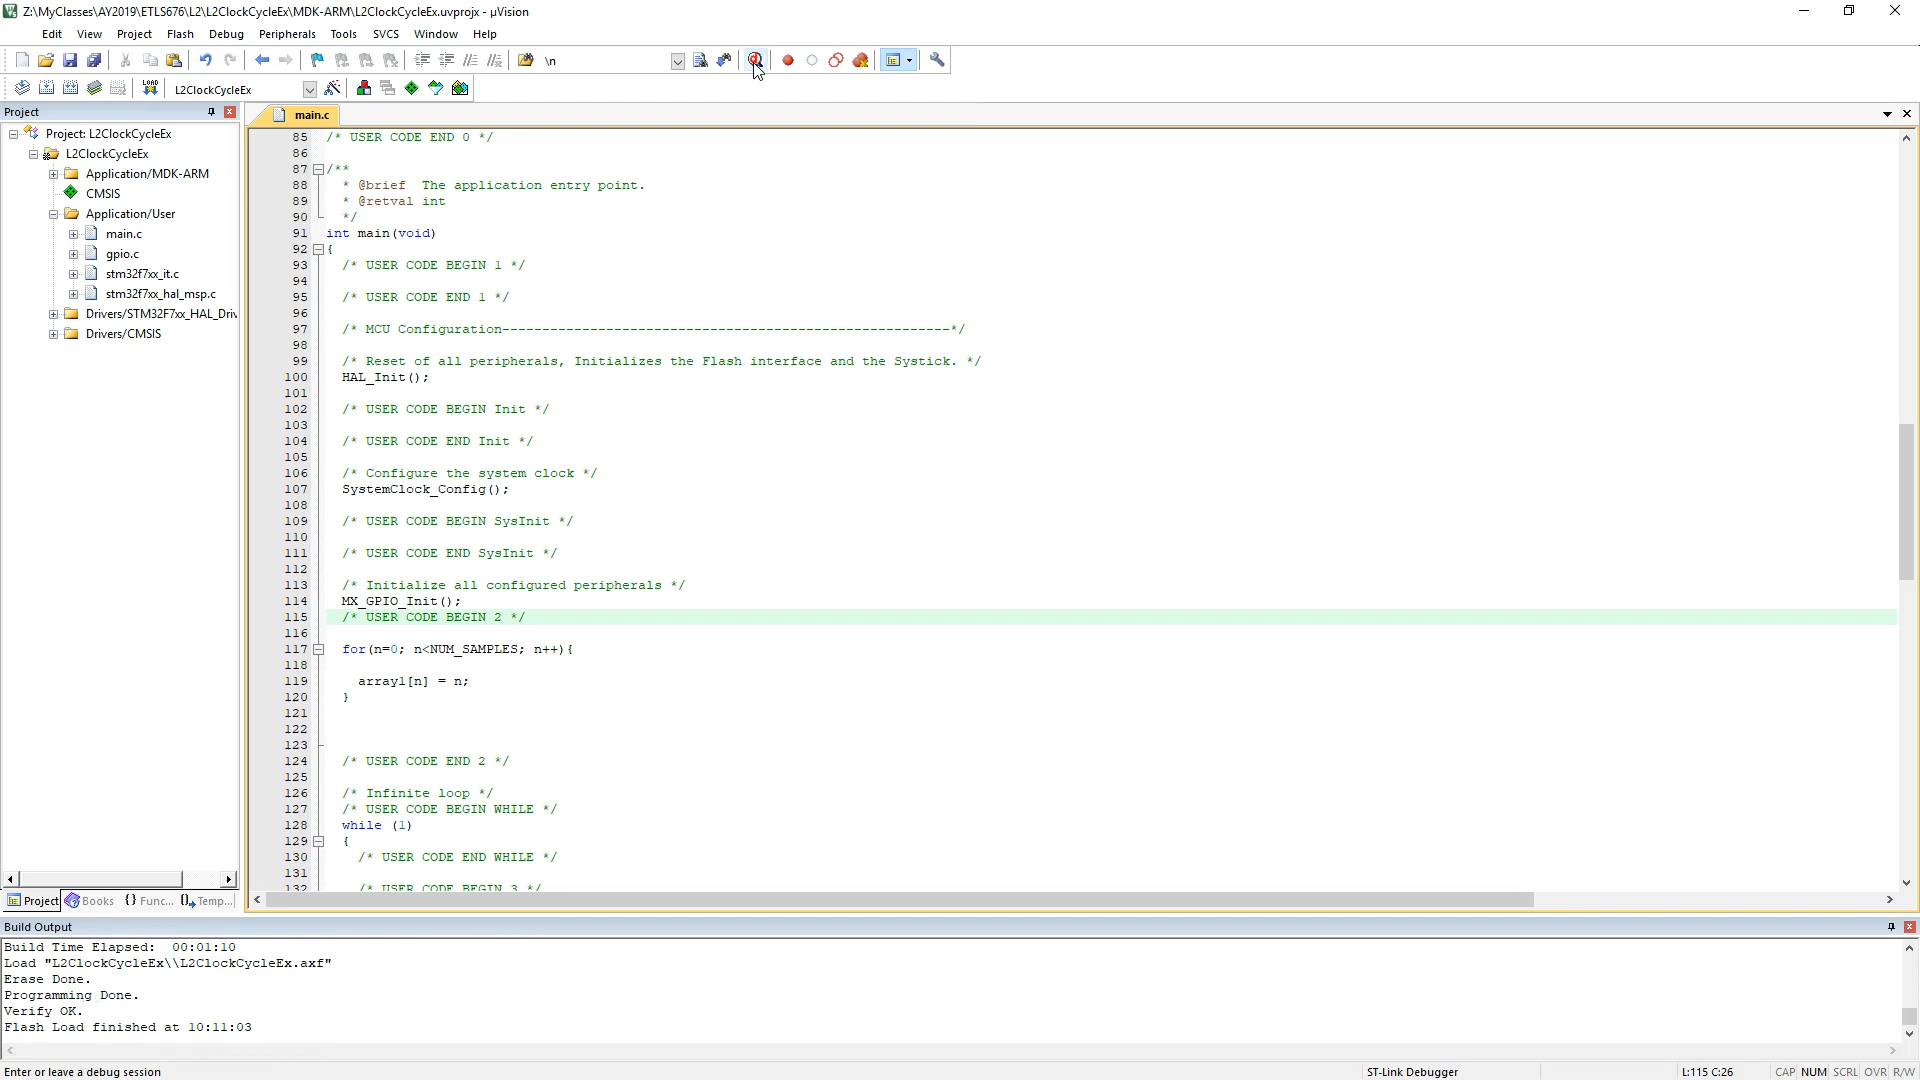 Z:\MyClasses\AY2019\ETLS676\L2\L2ClockCycleEx\MDK-ARM\L2ClockCycleEx.uvprojx - µVision
Edit View Project Flash Debug Peripherals Tools SVCS Window Help
\n
LOAD L2ClockCycleEx
Project
main.c
Project: L2ClockCycleEx
L2ClockCycleEx
Application/MDK-ARM
CMSIS
Application/User
main.c
gpio.c
stm32f7xx_it.c
stm32f7xx_hal_msp.c
Drivers/STM32F7xx_HAL_Driv
Drivers/CMSIS
Project Books {} Func... Temp...
85 /* USER CODE END 0 */
86
87 /**
88 * @brief  The application entry point.
89 * @retval int
90 */
91 int main(void)
92 {
93 /* USER CODE BEGIN 1 */
94
95 /* USER CODE END 1 */
96
97 /* MCU Configuration--------------------------------------------------------*/
98
99 /* Reset of all peripherals, Initializes the Flash interface and the Systick. */
100 HAL_Init();
101
102 /* USER CODE BEGIN Init */
103
104 /* USER CODE END Init */
105
106 /* Configure the system clock */
107 SystemClock_Config();
108
109 /* USER CODE BEGIN SysInit */
110
111 /* USER CODE END SysInit */
112
113 /* Initialize all configured peripherals */
114 MX_GPIO_Init();
115 /* USER CODE BEGIN 2 */
116
117 for(n=0; n<NUM_SAMPLES; n++){
118
119 array1[n] = n;
120 }
121
122
123
124 /* USER CODE END 2 */
125
126 /* Infinite loop */
127 /* USER CODE BEGIN WHILE */
128 while (1)
129 {
130 /* USER CODE END WHILE */
131
132 /* USER CODE BEGIN 3 */
Build Output
Build Time Elapsed:  00:01:10
Load "L2ClockCycleEx\\L2ClockCycleEx.axf"
Erase Done.
Programming Done.
Verify OK.
Flash Load finished at 10:11:03
Enter or leave a debug session ST-Link Debugger L:115 C:26 CAP NUM SCRL OVR R/W